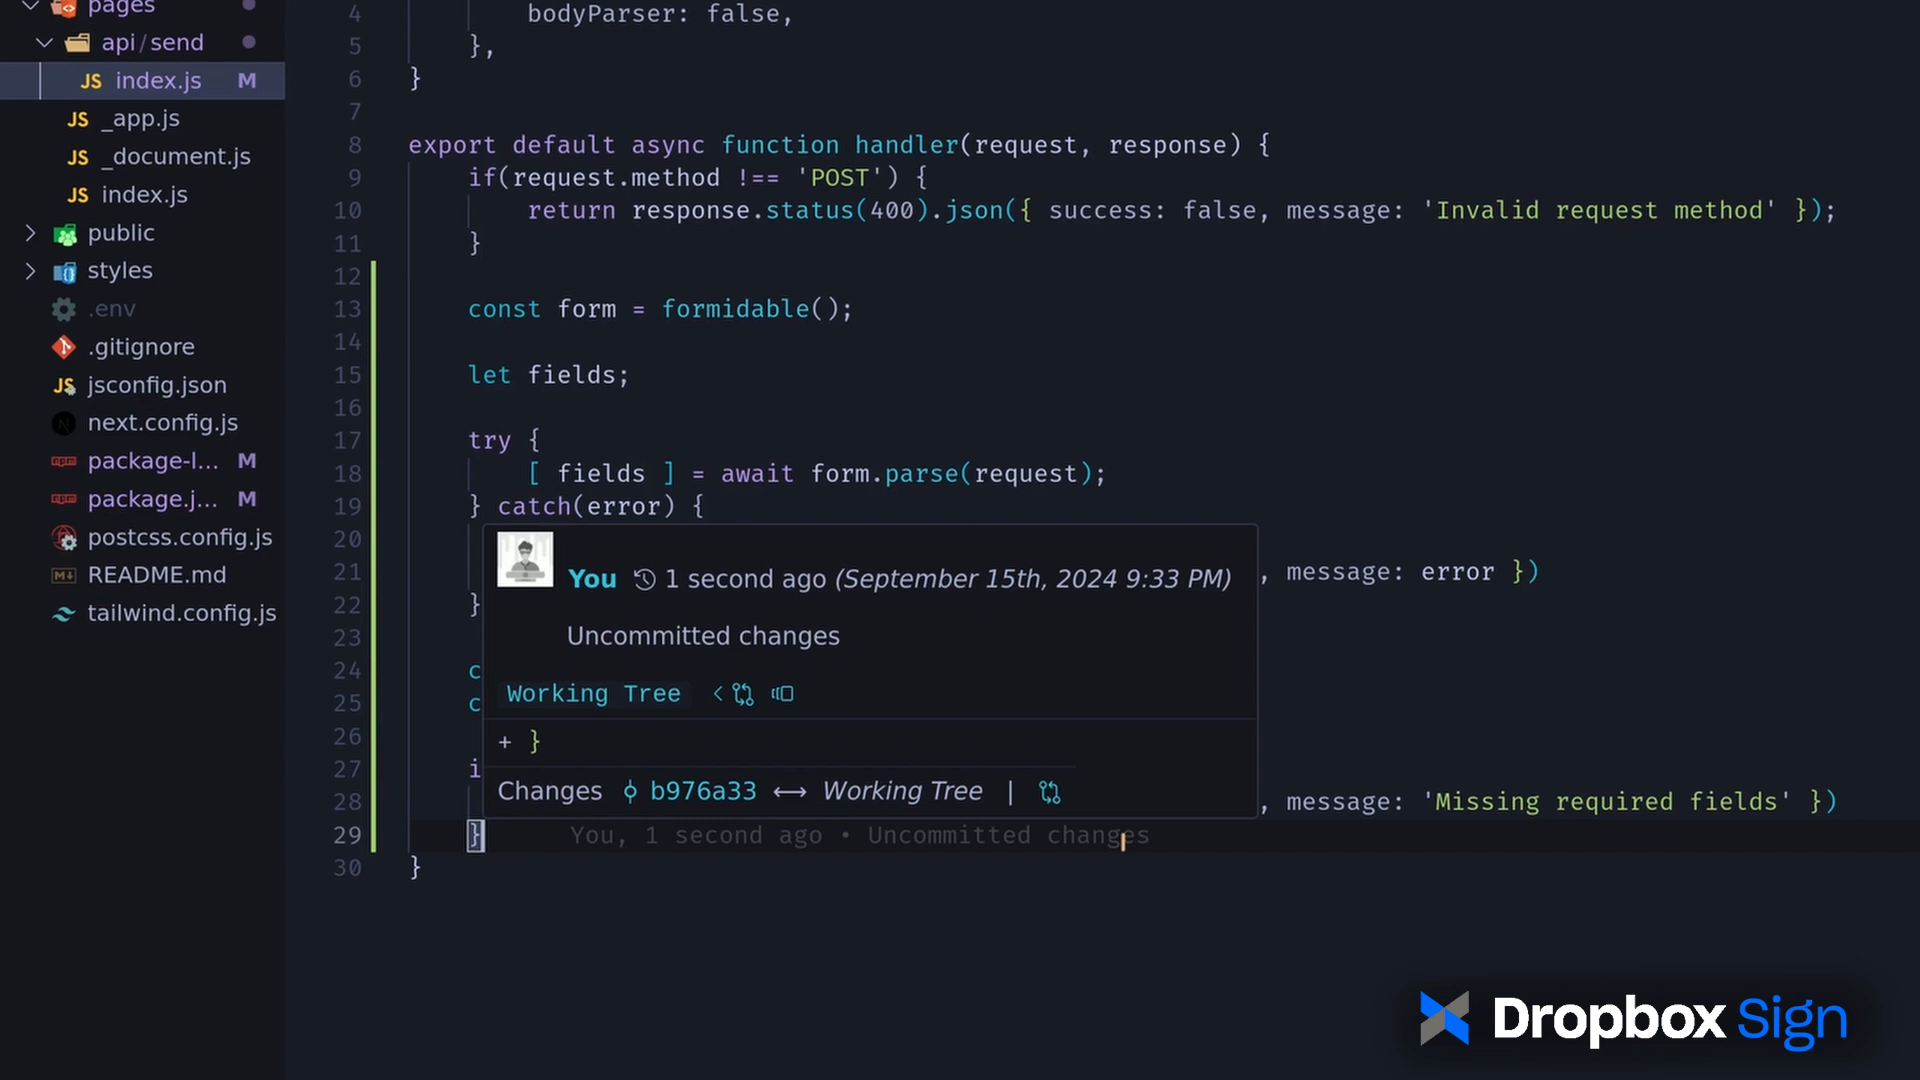 pages
api/send
JS index.js M
JS _app.js
JS _document.js
JS index.js
public
styles
.env
.gitignore
JS jsconfig.json
next.config.js
package-l... M
package.j... M
postcss.config.js
README.md
tailwind.config.js
4 bodyParser: false,
5 },
6 }
7
8 export default async function handler(request, response) {
9 if(request.method !== 'POST') {
10 return response.status(400).json({ success: false, message: 'Invalid request method' });
11 }
12
13 const form = formidable();
14
15 let fields;
16
17 try {
18 [ fields ] = await form.parse(request);
19 } catch(error) {
20
21 , message: error })
22 }
23
24 c
25 c
26
27 i
28 , message: 'Missing required fields' })
29 } You, 1 second ago • Uncommitted changes
30 }
You 1 second ago (September 15th, 2024 9:33 PM)
Uncommitted changes
Working Tree
+ }
Changes b976a33 ⟷ Working Tree |
Dropbox Sign